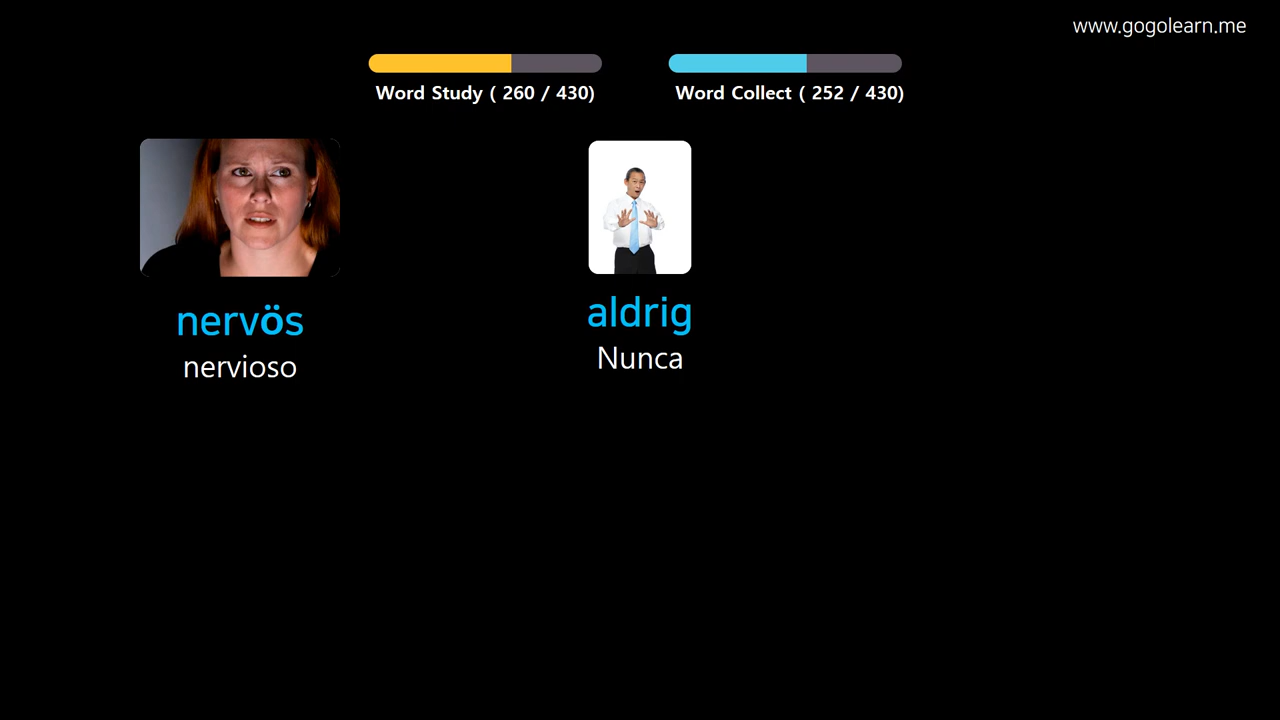 www.gogolearn.me
Word Study ( 260 / 430)
Word Collect ( 252 / 430)
nervös
nervioso
aldrig
Nunca